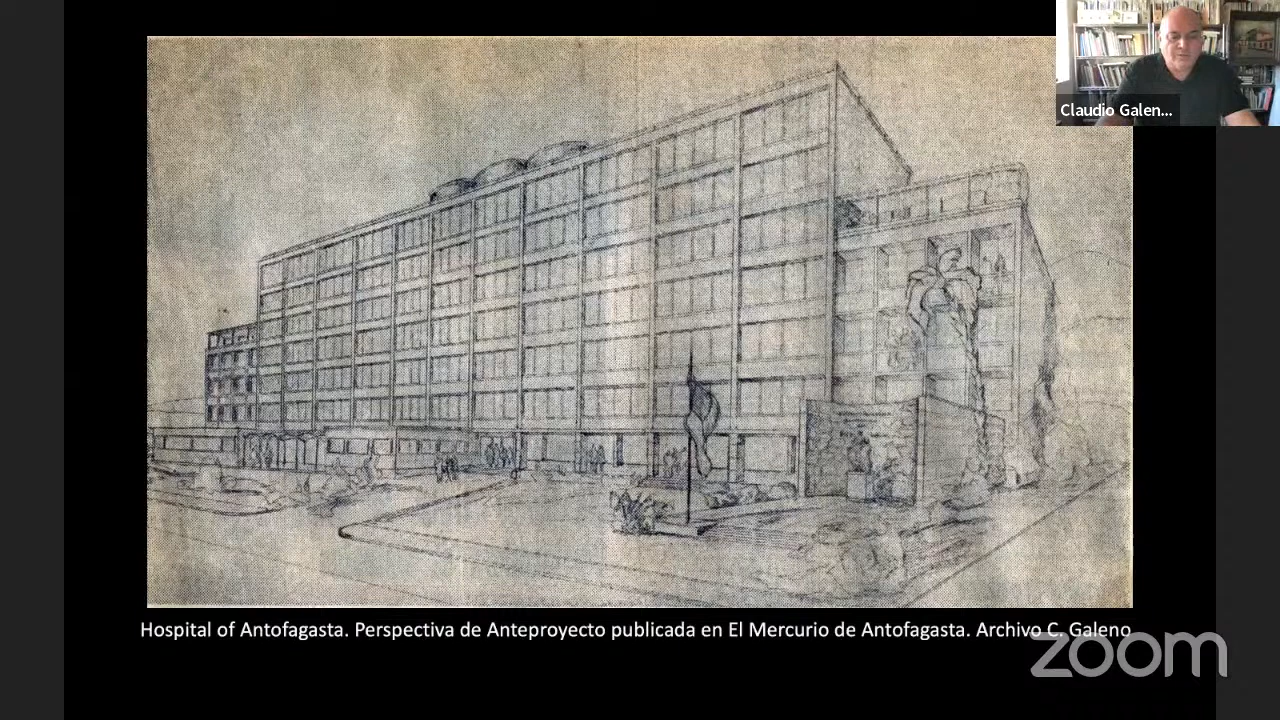 Claudio Galen...
Hospital of Antofagasta. Perspectiva de Anteproyecto publicada en El Mercurio de Antofagasta. Archivo C. Galeno
zoom